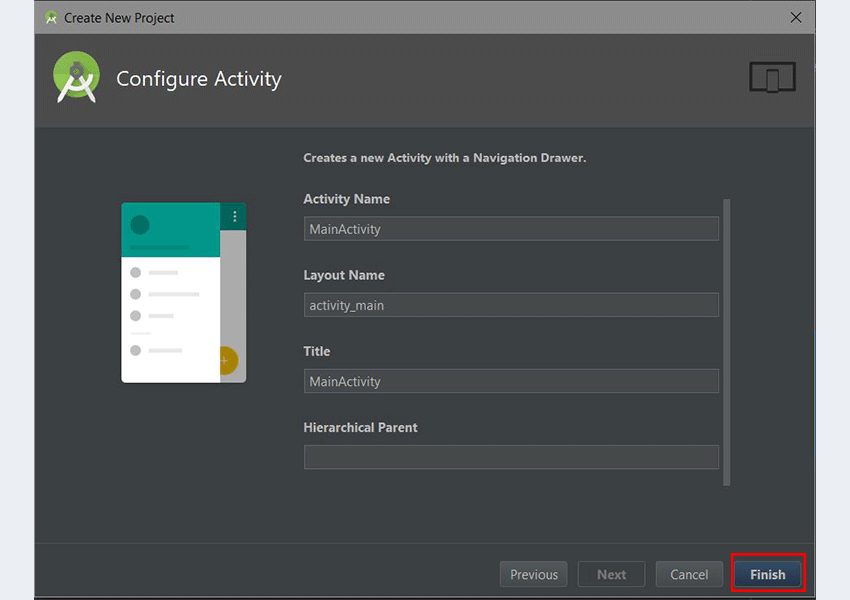 Create New Project
Configure Activity
Creates a new Activity with a Navigation Drawer.
Activity Name
MainActivity
Layout Name
activity_main
Title
MainActivity
Hierarchical Parent
Previous Next Cancel Finish